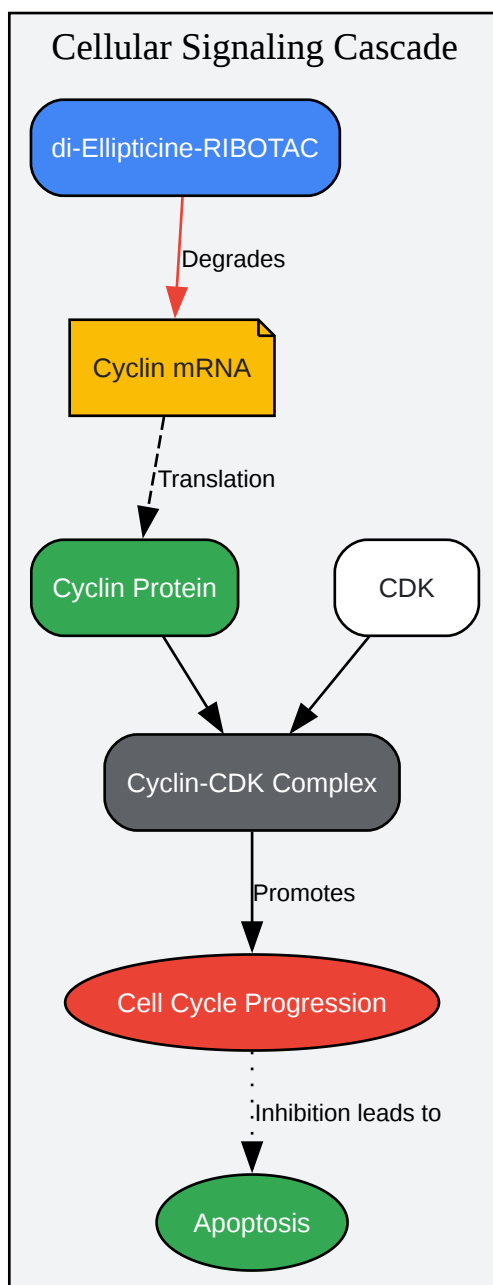 Cellular Signaling Cascade
di-Ellipticine-RIBOTAC
Degrades
Cyclin mRNA
Translation
Cyclin Protein
CDK
Cyclin-CDK Complex
Promotes
Cell Cycle Progression
Inhibition leads to
Apoptosis